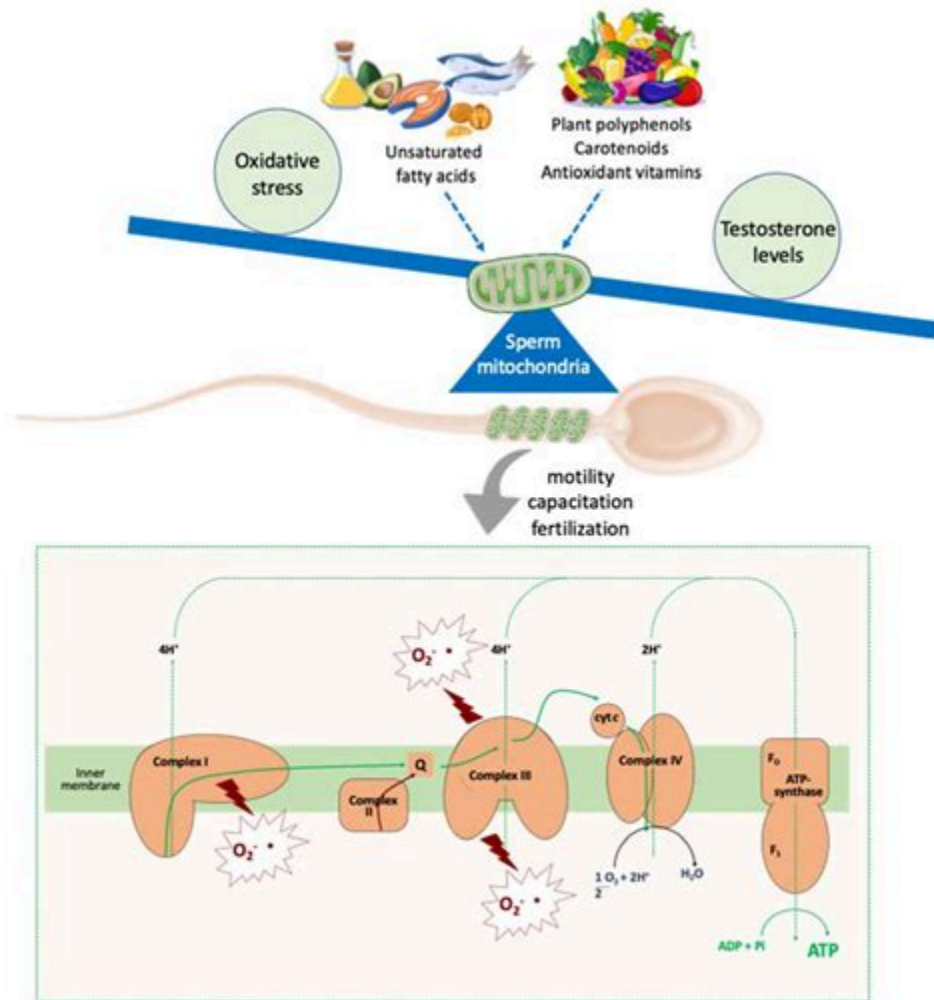 Oxidative
stress
Unsaturated
fatty acids
Plant polyphenols
Carotenoids
Antioxidant vitamins
Testosterone
levels
Sperm
mitochondria
motility
capacitation
fertilization
4H⁺
O₂⁻ •
4H⁺
2H⁺
Inner
membrane
Complex I
Q
Complex
II
Complex III
cyt.c
Complex IV
F₀
ATP-
synthase
F₁
O₂⁻ •
O₂⁻ •
1/2 O₂ + 2H⁺
H₂O
ADP + Pi
ATP